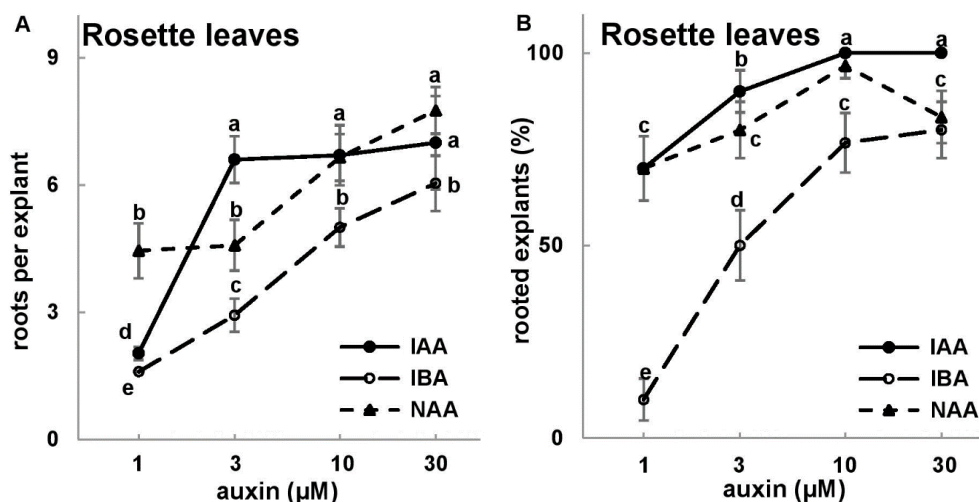 A
Rosette leaves
9
6
3
0
roots per explant
a
a
a
a
b
b
b
b
c
d
e
IAA
IBA
NAA
1 3 10 30
auxin (µM)
B
Rosette leaves
100
50
0
rooted explants (%)
a
a
b
c
c
c
c
d
e
IAA
IBA
NAA
1 3 10 30
auxin (µM)